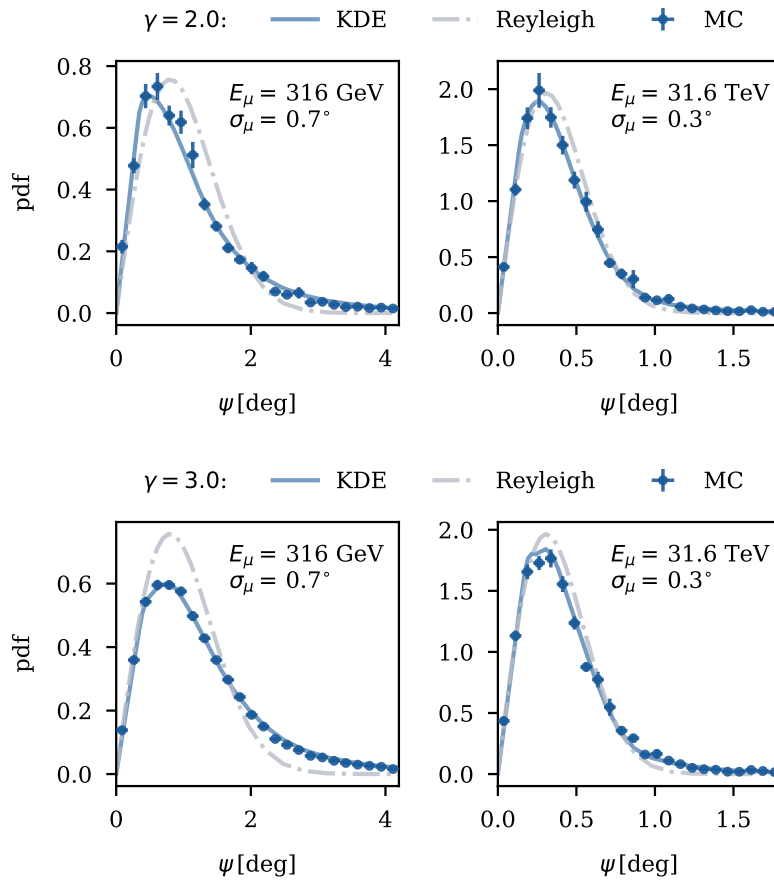 γ = 2.0: KDE Reyleigh MC
pdf
0.8
0.6
0.4
0.2
0.0
E_μ = 316 GeV
σ_μ = 0.7°
0 2 4
ψ[deg]
2.0
1.5
1.0
0.5
0.0
E_μ = 31.6 TeV
σ_μ = 0.3°
0.0 0.5 1.0 1.5
ψ[deg]
γ = 3.0: KDE Reyleigh MC
pdf
0.6
0.4
0.2
0.0
E_μ = 316 GeV
σ_μ = 0.7°
0 2 4
ψ[deg]
2.0
1.5
1.0
0.5
0.0
E_μ = 31.6 TeV
σ_μ = 0.3°
0.0 0.5 1.0 1.5
ψ[deg]